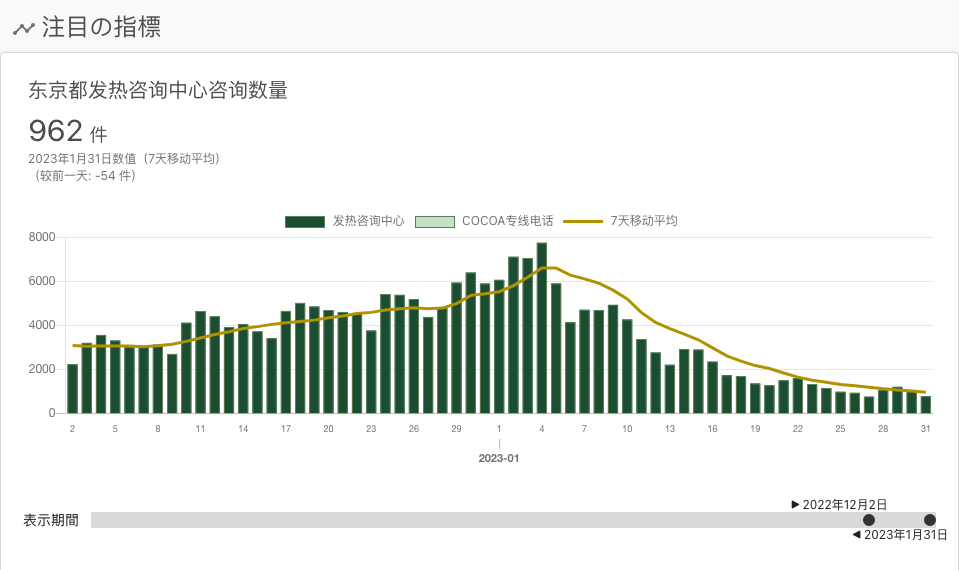 注目の指標
东京都发热咨询中心咨询数量
962 件
2023年1月31日数值（7天移动平均）
（较前一天: -54 件）
发热咨询中心 COCOA专线电话 7天移动平均
8000
6000
4000
2000
0
2 5 8 11 14 17 20 23 26 29 1 4 7 10 13 16 19 22 25 28 31
2023-01
▶ 2022年12月2日
表示期間
◀ 2023年1月31日